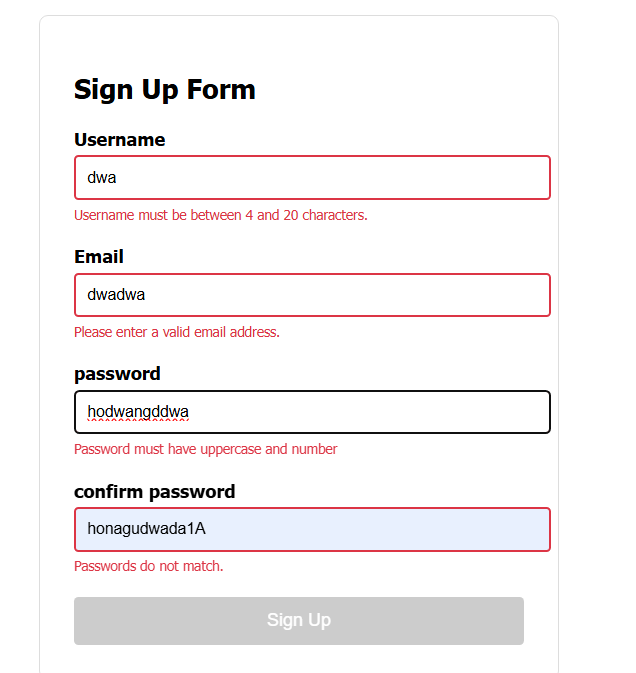 Sign Up Form
Username
dwa
Username must be between 4 and 20 characters.
Email
dwadwa
Please enter a valid email address.
password
hodwangddwa
Password must have uppercase and number
confirm password
honagudwada1A
Passwords do not match.
Sign Up